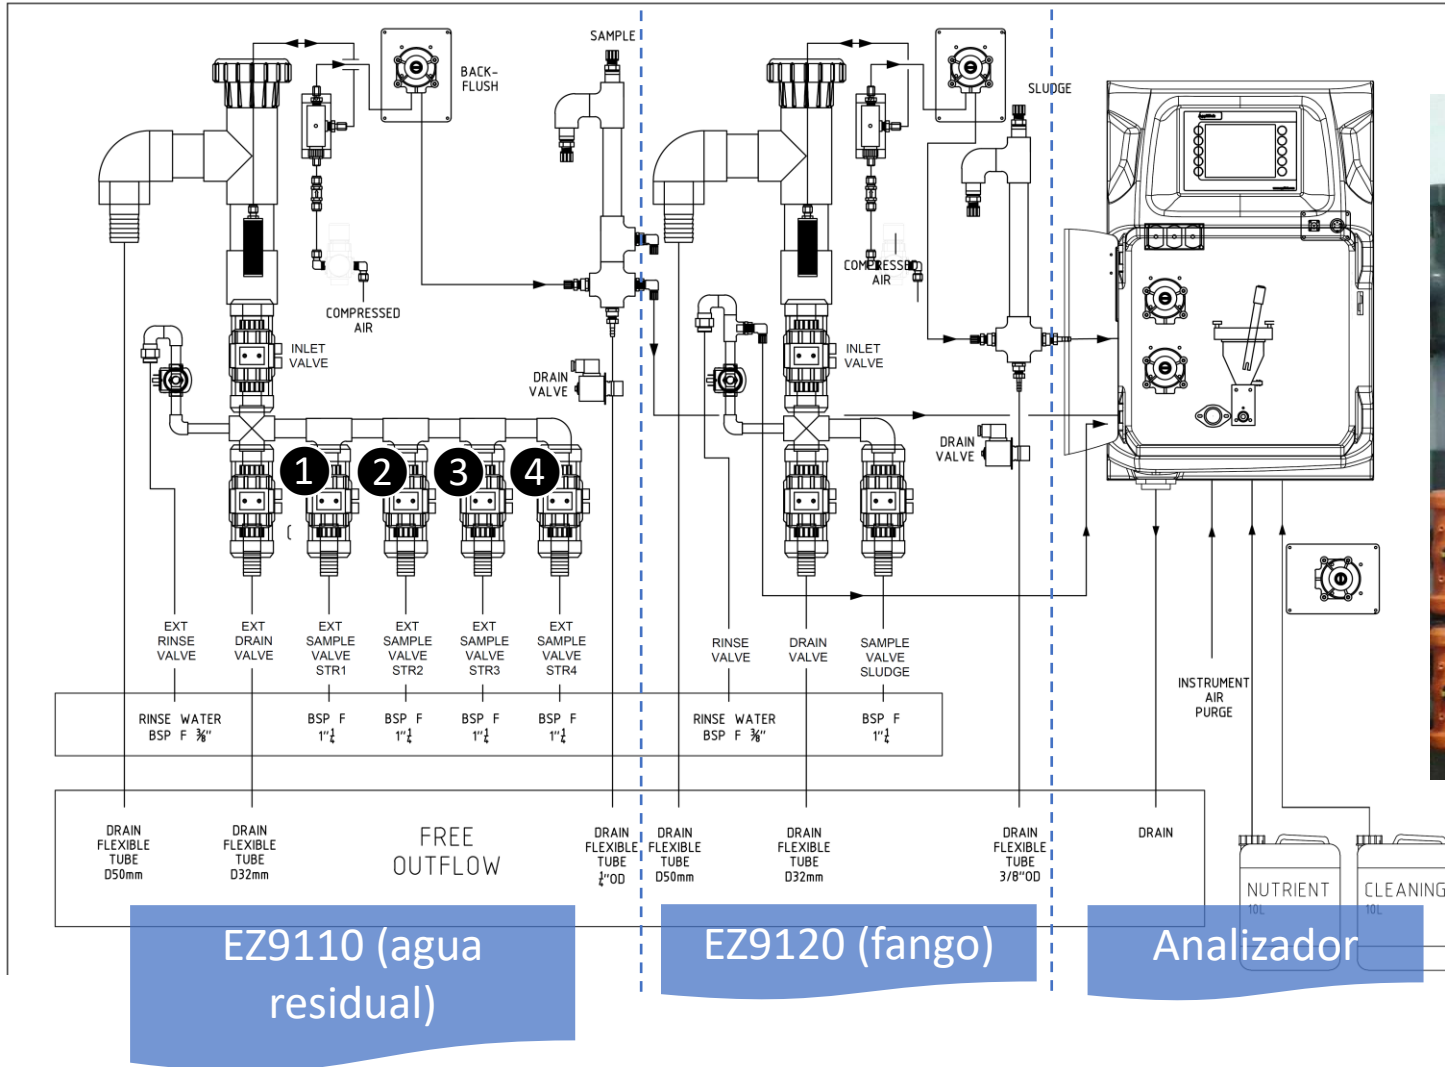 SAMPLE
BACK-
FLUSH
SLUDGE
COMPRESSED
AIR
COMPRESSED
AIR
INLET
VALVE
DRAIN
VALVE
INLET
VALVE
DRAIN
VALVE
1
2
3
4
EXT
RINSE
VALVE
EXT
DRAIN
VALVE
EXT
SAMPLE
VALVE
STR1
EXT
SAMPLE
VALVE
STR2
EXT
SAMPLE
VALVE
STR3
EXT
SAMPLE
VALVE
STR4
RINSE
VALVE
DRAIN
VALVE
SAMPLE
VALVE
SLUDGE
INSTRUMENT
AIR
PURGE
RINSE WATER
BSP F ⅜"
BSP F
1"¼
BSP F
1"¼
BSP F
1"¼
BSP F
1"¼
RINSE WATER
BSP F ⅜"
BSP F
1"¼
DRAIN
FLEXIBLE
TUBE
D50mm
DRAIN
FLEXIBLE
TUBE
D32mm
FREE
OUTFLOW
DRAIN
FLEXIBLE
TUBE
¼"OD
DRAIN
FLEXIBLE
TUBE
D50mm
DRAIN
FLEXIBLE
TUBE
D32mm
DRAIN
FLEXIBLE
TUBE
3/8"OD
DRAIN
NUTRIENT
10L
CLEANING
10L
EZ9110 (agua
residual)
EZ9120 (fango)
Analizador